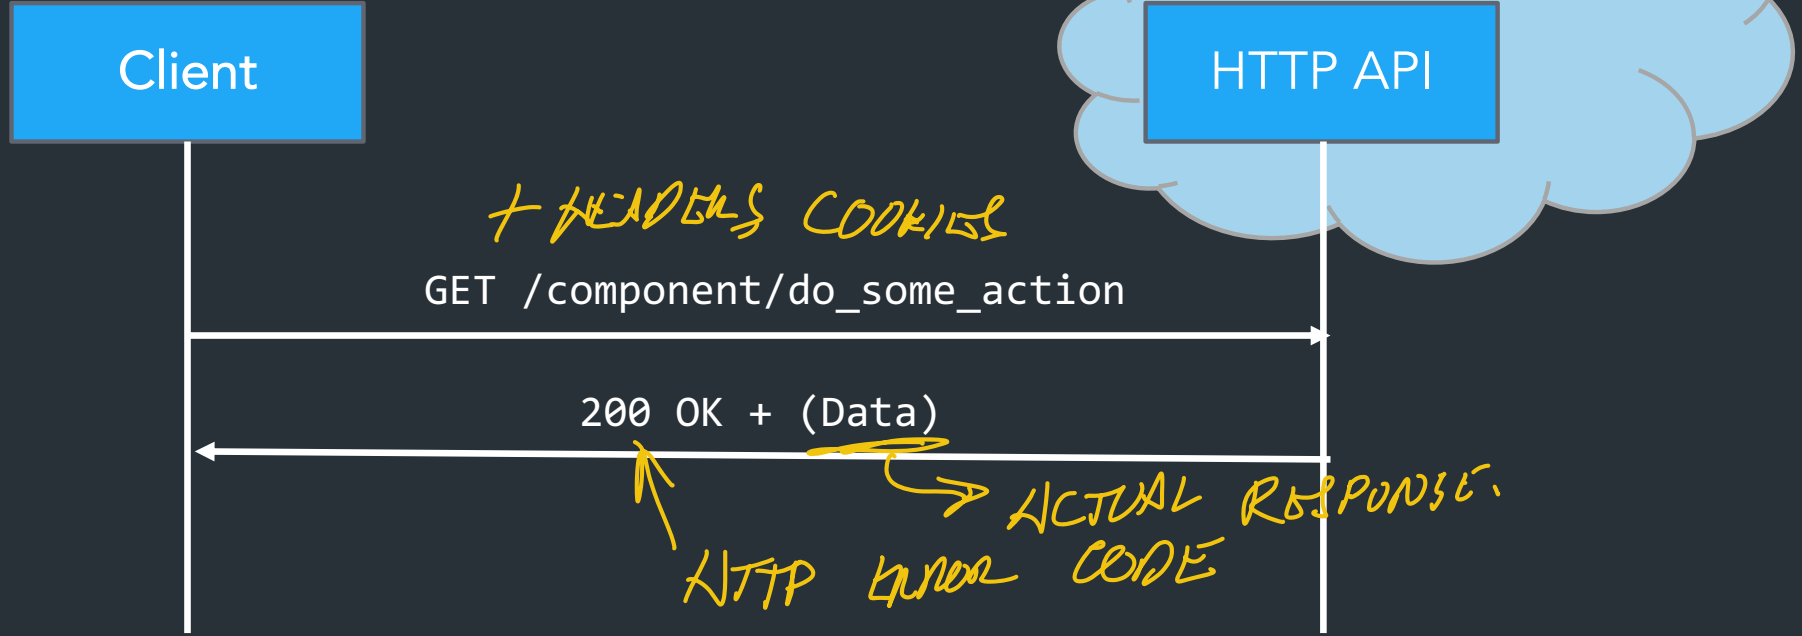 Client
HTTP API
+ HEADERS COOKIES
GET /component/do_some_action
200 OK + (Data)
ACTUAL RESPONSE.
HTTP ERROR CODE